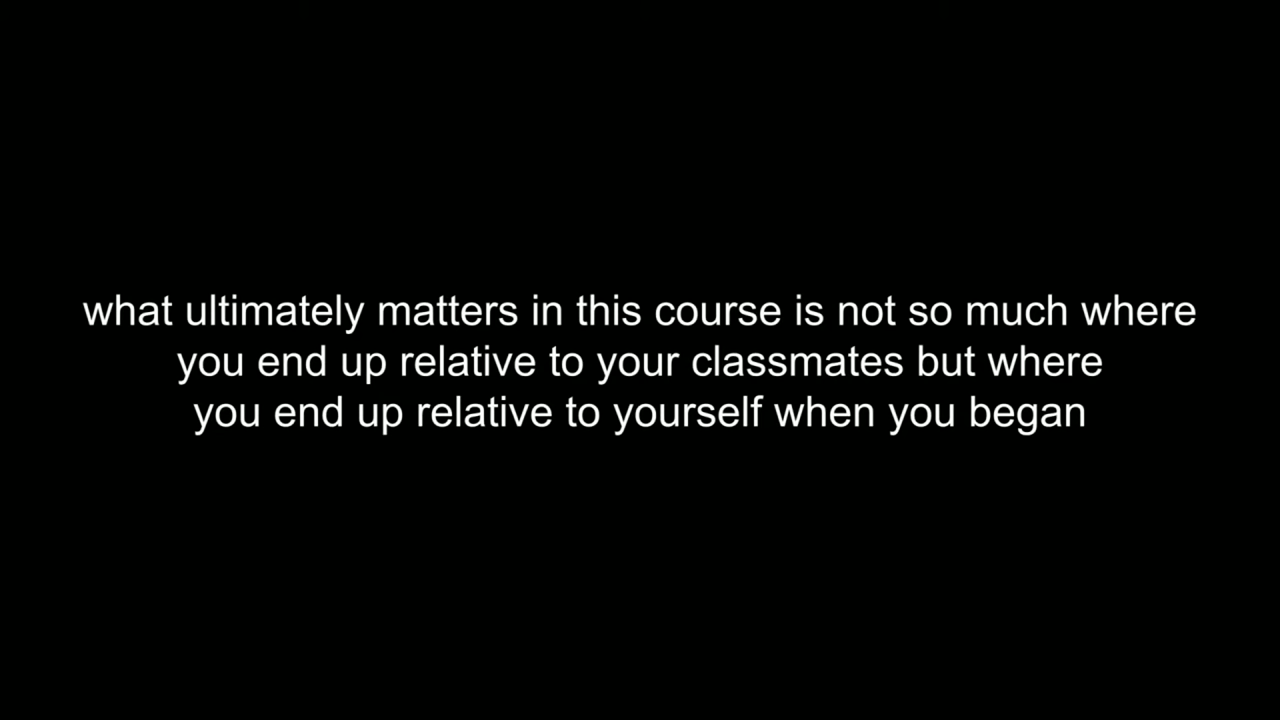 what ultimately matters in this course is not so much where
you end up relative to your classmates but where
you end up relative to yourself when you began